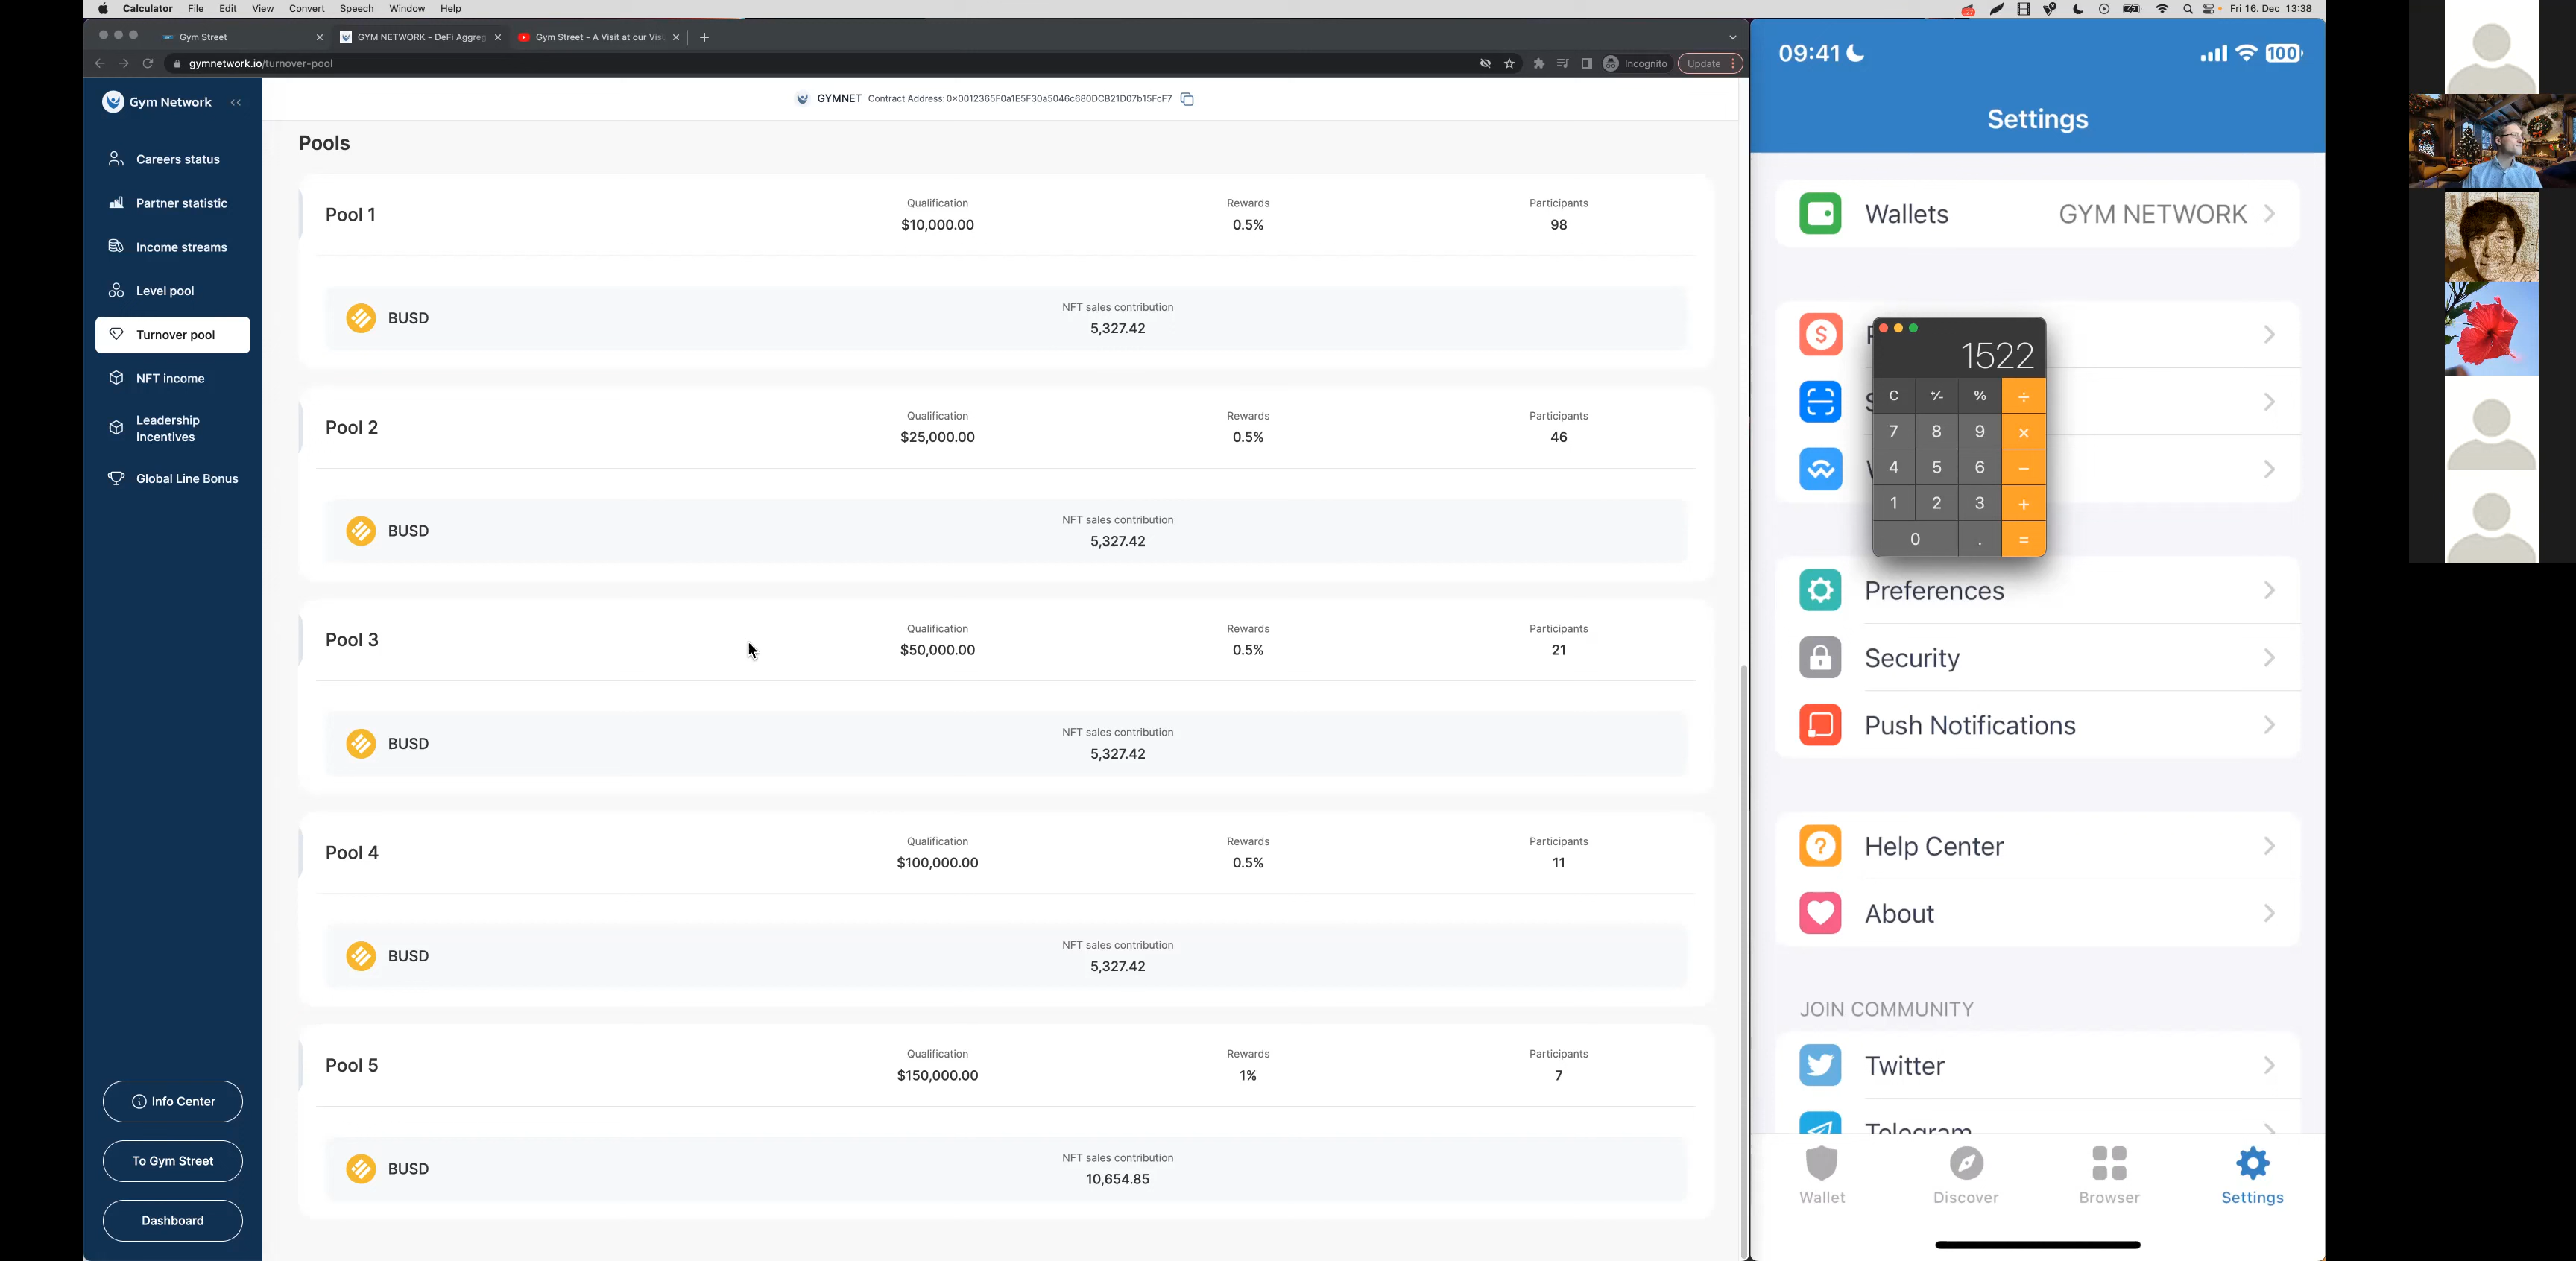 Calculator File Edit View Convert Speech Window Help
Fri 16. Dec 13:38
Gym Street
GYM NETWORK - DeFi Aggreg
Gym Street - A Visit at our Visu
gymnetwork.io/turnover-pool
Incognito
Update
Gym Network
Careers status
Partner statistic
Income streams
Level pool
Turnover pool
NFT income
Leadership
Incentives
Global Line Bonus
Info Center
To Gym Street
Dashboard
GYMNET Contract Address: 0x0012365F0a1E5F30a5046c680DCB21D07b15FcF7
Pools
Pool 1
Qualification
$10,000.00
Rewards
0.5%
Participants
98
BUSD
NFT sales contribution
5,327.42
Pool 2
Qualification
$25,000.00
Rewards
0.5%
Participants
46
BUSD
NFT sales contribution
5,327.42
Pool 3
Qualification
$50,000.00
Rewards
0.5%
Participants
21
BUSD
NFT sales contribution
5,327.42
Pool 4
Qualification
$100,000.00
Rewards
0.5%
Participants
11
BUSD
NFT sales contribution
5,327.42
Pool 5
Qualification
$150,000.00
Rewards
1%
Participants
7
BUSD
NFT sales contribution
10,654.85
09:41
100
Settings
Wallets GYM NETWORK
1522
C +∕- % ÷
7 8 9 ×
4 5 6 −
1 2 3 +
0 . =
Preferences
Security
Push Notifications
Help Center
About
JOIN COMMUNITY
Twitter
Telegram
Wallet Discover Browser Settings